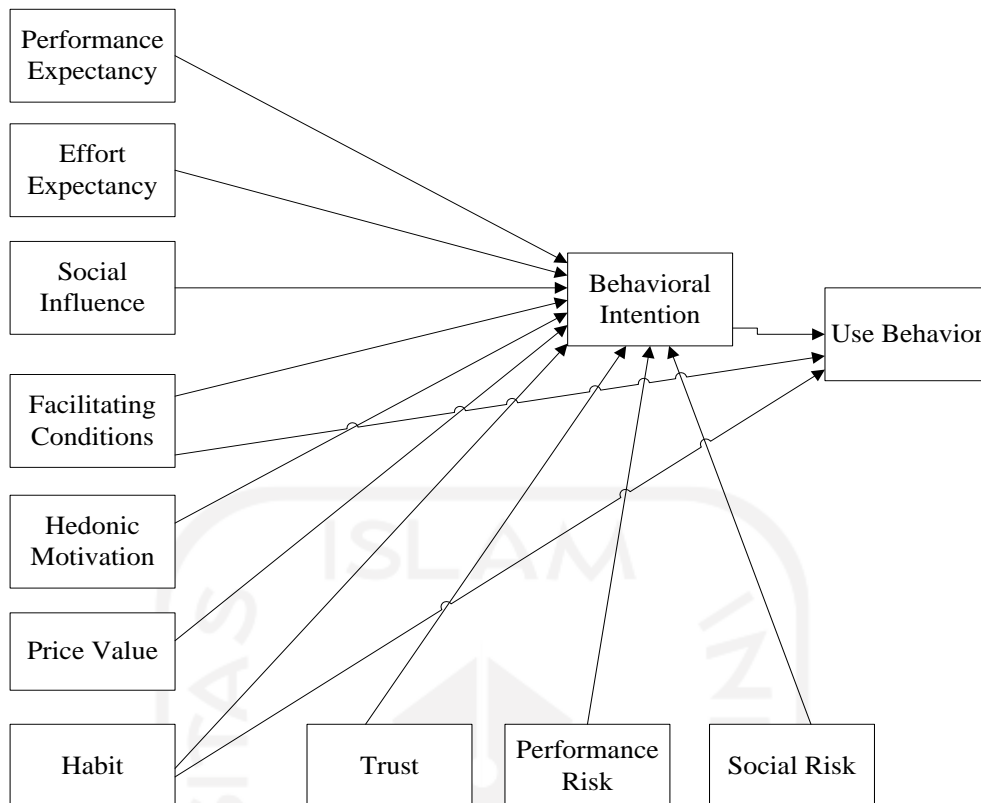 Performance
Expectancy
Effort
Expectancy
Social
Influence
Behavioral
Intention
Use Behavior
Facilitating
Conditions
Hedonic
Motivation
ISLAM
Price Value
Habit
Trust
Performance
Risk
Social Risk